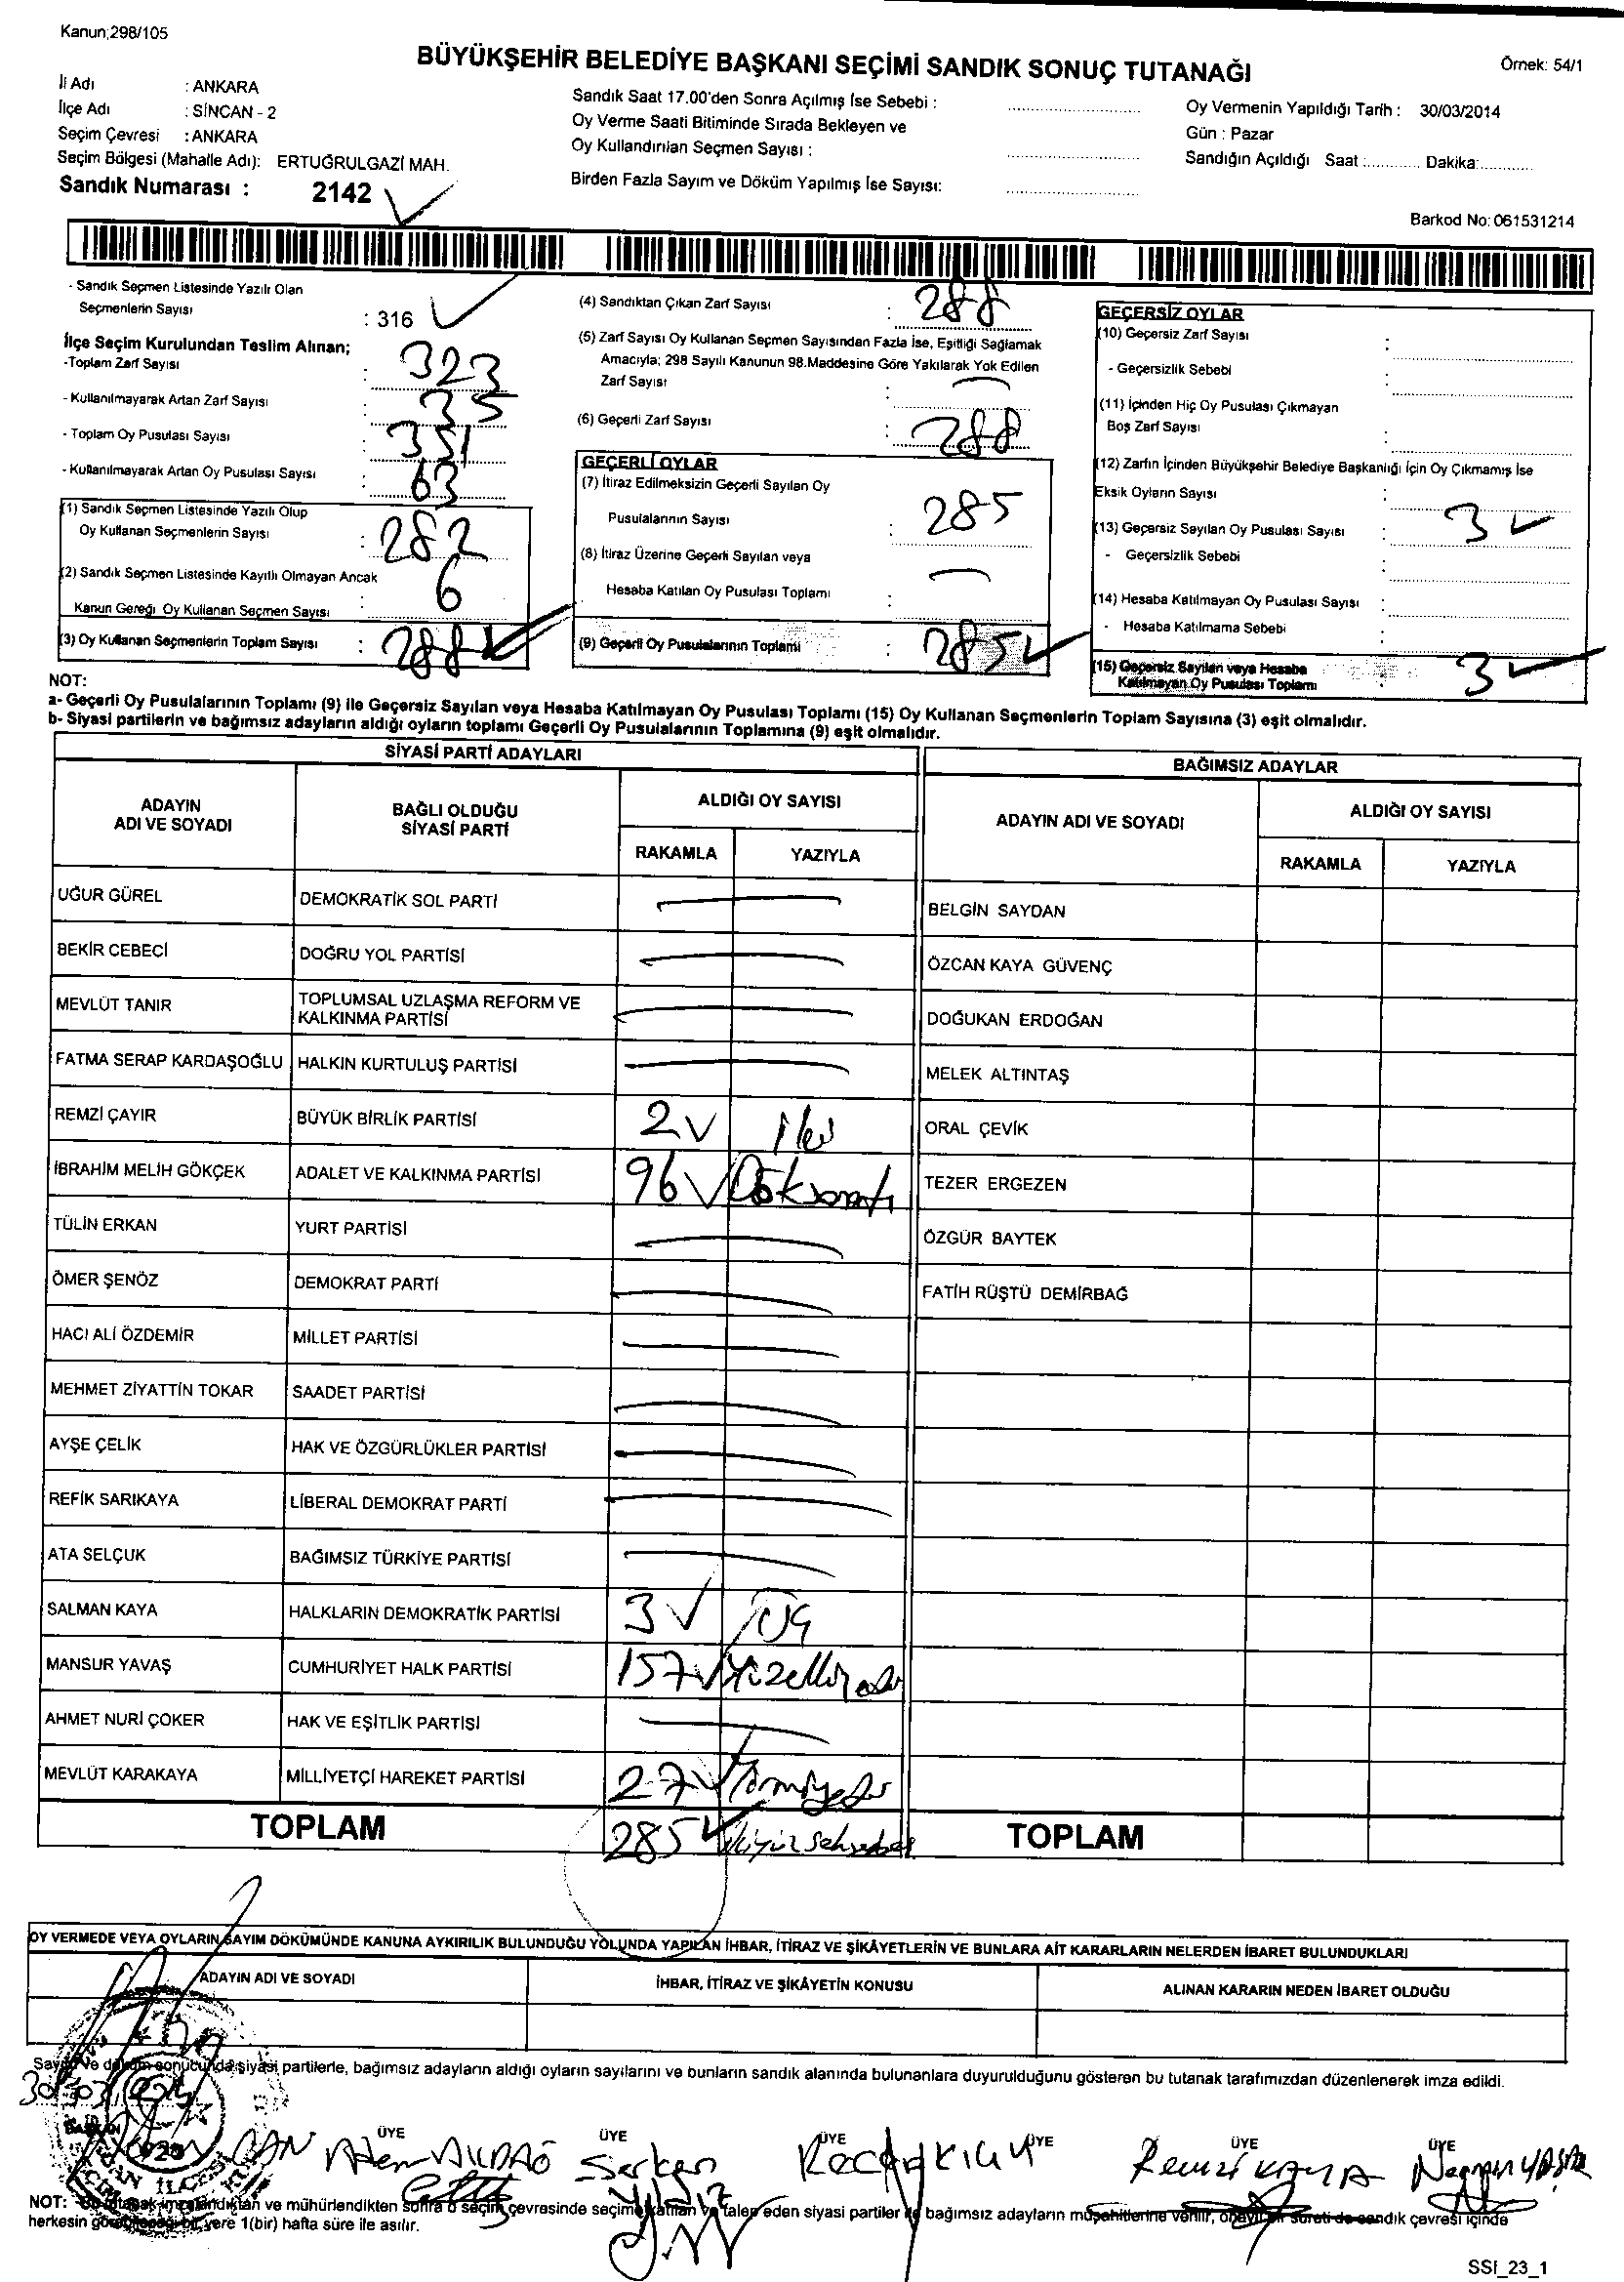 Kanun;298/105
BÜYÜKŞEHİR BELEDİYE BAŞKANI SEÇİMİ SANDIK SONUÇ TUTANAĞI
Örnek: 54/1
İl Adı : ANKARA
İlçe Adı : SİNCAN - 2
Seçim Çevresi : ANKARA
Seçim Bölgesi (Mahalle Adı): ERTUĞRULGAZİ MAH.
Sandık Numarası : 2142
Sandık Saat 17.00'den Sonra Açılmış İse Sebebi :
Oy Verme Saati Bitiminde Sırada Bekleyen ve
Oy Kullandırılan Seçmen Sayısı :
Birden Fazla Sayım ve Döküm Yapılmış İse Sayısı:
Oy Vermenin Yapıldığı Tarih : 30/03/2014
Gün : Pazar
Sandığın Açıldığı Saat :............ Dakika:............
Barkod No: 061531214
- Sandık Seçmen Listesinde Yazılı Olan
Seçmenlerin Sayısı : 316
İlçe Seçim Kurulundan Teslim Alınan;
-Toplam Zarf Sayısı : 323
- Kullanılmayarak Artan Zarf Sayısı : 35
- Toplam Oy Pusulası Sayısı : 351
- Kullanılmayarak Artan Oy Pusulası Sayısı : 63
(1) Sandık Seçmen Listesinde Yazılı Olup
Oy Kullanan Seçmenlerin Sayısı : 282
(2) Sandık Seçmen Listesinde Kayıtlı Olmayan Ancak
Kanun Gereği Oy Kullanan Seçmen Sayısı : 6
(3) Oy Kullanan Seçmenlerin Toplam Sayısı : 288
(4) Sandıktan Çıkan Zarf Sayısı : 288
(5) Zarf Sayısı Oy Kullanan Seçmen Sayısından Fazla İse, Eşitliği Sağlamak
Amacıyla; 298 Sayılı Kanunun 98.Maddesine Göre Yakılarak Yok Edilen
Zarf Sayısı : —
(6) Geçerli Zarf Sayısı : 288
GEÇERLİ OYLAR
(7) İtiraz Edilmeksizin Geçerli Sayılan Oy
Pusulalarının Sayısı : 285
(8) İtiraz Üzerine Geçerli Sayılan veya
Hesaba Katılan Oy Pusulası Toplamı : —
(9) Geçerli Oy Pusulalarının Toplamı : 285
GEÇERSİZ OYLAR
(10) Geçersiz Zarf Sayısı :
- Geçersizlik Sebebi :
(11) İçinden Hiç Oy Pusulası Çıkmayan
Boş Zarf Sayısı :
(12) Zarfın İçinden Büyükşehir Belediye Başkanlığı İçin Oy Çıkmamış İse
Eksik Oyların Sayısı :
(13) Geçersiz Sayılan Oy Pusulası Sayısı : 3
- Geçersizlik Sebebi :
(14) Hesaba Katılmayan Oy Pusulası Sayısı :
- Hesaba Katılmama Sebebi :
(15) Geçersiz Sayılan veya Hesaba
Katılmayan Oy Pusulası Toplamı : 3
NOT:
a- Geçerli Oy Pusulalarının Toplamı (9) ile Geçersiz Sayılan veya Hesaba Katılmayan Oy Pusulası Toplamı (15) Oy Kullanan Seçmenlerin Toplam Sayısına (3) eşit olmalıdır.
b- Siyasi partilerin ve bağımsız adayların aldığı oyların toplamı Geçerli Oy Pusulalarının Toplamına (9) eşit olmalıdır.
SİYASİ PARTİ ADAYLARI
ADAYIN ADI VE SOYADI
BAĞLI OLDUĞU SİYASİ PARTİ
ALDIĞI OY SAYISI
RAKAMLA YAZIYLA
UĞUR GÜREL DEMOKRATİK SOL PARTİ —
BEKİR CEBECİ DOĞRU YOL PARTİSİ —
MEVLÜT TANIR TOPLUMSAL UZLAŞMA REFORM VE KALKINMA PARTİSİ —
FATMA SERAP KARDAŞOĞLU HALKIN KURTULUŞ PARTİSİ —
REMZİ ÇAYIR BÜYÜK BİRLİK PARTİSİ 2 iki
İBRAHİM MELİH GÖKÇEK ADALET VE KALKINMA PARTİSİ 96 Doksanaltı
TÜLİN ERKAN YURT PARTİSİ —
ÖMER ŞENÖZ DEMOKRAT PARTİ —
HACI ALİ ÖZDEMİR MİLLET PARTİSİ —
MEHMET ZİYATTİN TOKAR SAADET PARTİSİ —
AYŞE ÇELİK HAK VE ÖZGÜRLÜKLER PARTİSİ —
REFİK SARIKAYA LİBERAL DEMOKRAT PARTİ —
ATA SELÇUK BAĞIMSIZ TÜRKİYE PARTİSİ —
SALMAN KAYA HALKLARIN DEMOKRATİK PARTİSİ 3 Üç
MANSUR YAVAŞ CUMHURİYET HALK PARTİSİ 157 Yüzelliyedi
AHMET NURİ ÇOKER HAK VE EŞİTLİK PARTİSİ —
MEVLÜT KARAKAYA MİLLİYETÇİ HAREKET PARTİSİ 27 Yirmiyedi
TOPLAM 285 ikiyüzseksenbeş
BAĞIMSIZ ADAYLAR
ADAYIN ADI VE SOYADI
ALDIĞI OY SAYISI
RAKAMLA YAZIYLA
BELGİN SAYDAN
ÖZCAN KAYA GÜVENÇ
DOĞUKAN ERDOĞAN
MELEK ALTINTAŞ
ORAL ÇEVİK
TEZER ERGEZEN
ÖZGÜR BAYTEK
FATİH RÜŞTÜ DEMİRBAĞ
TOPLAM
OY VERMEDE VEYA OYLARIN SAYIM DÖKÜMÜNDE KANUNA AYKIRILIK BULUNDUĞU YOLUNDA YAPILAN İHBAR, İTİRAZ VE ŞİKÂYETLERİN VE BUNLARA AİT KARARLARIN NELERDEN İBARET BULUNDUKLARI
ADAYIN ADI VE SOYADI
İHBAR, İTİRAZ VE ŞİKÂYETİN KONUSU
ALINAN KARARIN NEDEN İBARET OLDUĞU
Sayım ve döküm sonucunda siyasi partilerle, bağımsız adayların aldığı oyların sayılarını ve bunların sandık alanında bulunanlara duyurulduğunu gösteren bu tutanak tarafımızdan düzenlenerek imza edildi.
BAŞKAN ÜYE ÜYE ÜYE ÜYE ÜYE ÜYE
CAN Adem AKDAĞ Serkan Recep KILIÇ Remzi KAYA
NOT: Bu tutanak imzalandıktan ve mühürlendikten sonra o seçim çevresinde seçime katılan ve talep eden siyasi partiler ile bağımsız adayların müşahitlerine verilir, onaylı bir sureti de sandık çevresi içinde
herkesin görebileceği bir yere 1(bir) hafta süre ile asılır.
SSI_23_1